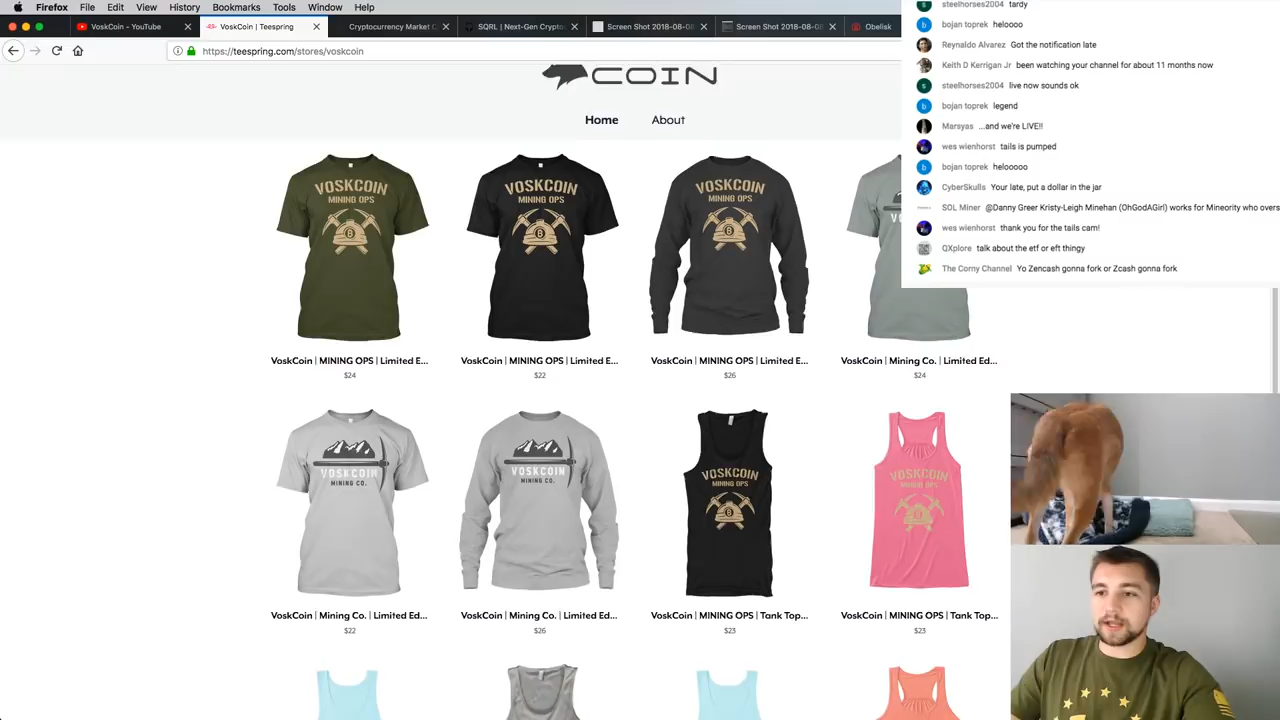 Firefox File Edit View History Bookmarks Tools Window Help
VoskCoin - YouTube
VoskCoin | Teespring
Cryptocurrency Market C
SQRL | Next-Gen Crypto
Screen Shot 2018-08-08
Screen Shot 2018-08-08
Obelisk
https://teespring.com/stores/voskcoin
COIN
Home About
steelhorses2004 tardy
bojan toprek heloooo
Reynaldo Alvarez Got the notification late
Keith D Kerrigan Jr been watching your channel for about 11 months now
steelhorses2004 live now sounds ok
bojan toprek legend
Marsyas ...and we're LIVE!!
wes wienhorst tails is pumped
bojan toprek helooooo
CyberSkulls Your late, put a dollar in the jar
SOL Miner @Danny Greer Kristy-Leigh Minehan (OhGodAGirl) works for Mineority who overs
wes wienhorst thank you for the tails cam!
QXplore talk about the etf or eft thingy
The Corny Channel Yo Zencash gonna fork or Zcash gonna fork
VOSKCOIN
MINING OPS
VOSKCOIN
MINING OPS
VOSKCOIN
MINING OPS
VoskCoin | MINING OPS | Limited E...
$24
VoskCoin | MINING OPS | Limited E...
$22
VoskCoin | MINING OPS | Limited E...
$26
VoskCoin | Mining Co. | Limited Ed...
$24
VOSKCOIN
MINING CO.
VOSKCOIN
MINING CO.
VOSKCOIN
MINING OPS
VOSKCOIN
MINING OPS
VoskCoin | Mining Co. | Limited Ed...
$22
VoskCoin | Mining Co. | Limited Ed...
$26
VoskCoin | MINING OPS | Tank Top...
$23
VoskCoin | MINING OPS | Tank Top...
$23